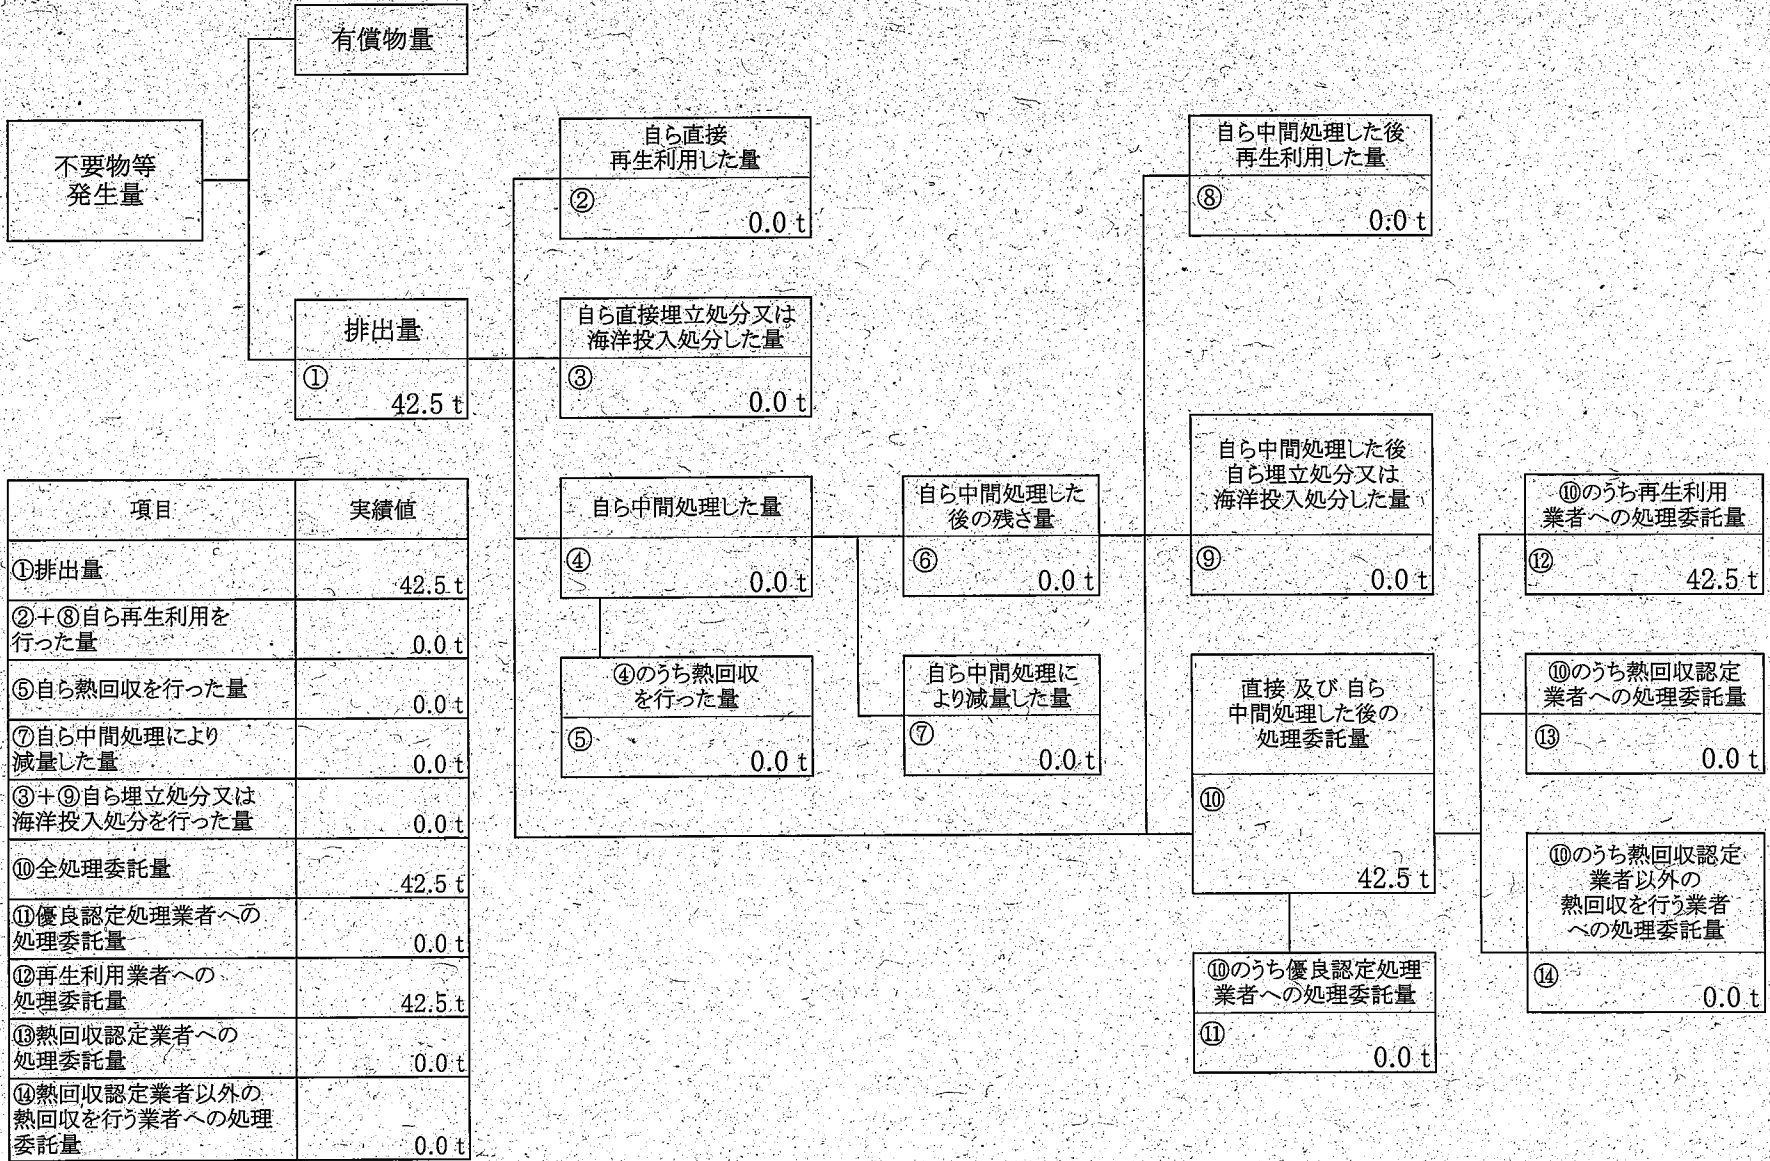 有償物量
不要物等
発生量
排出量
①
42.5 t
自ら直接
再生利用した量
②
0.0 t
自ら直接埋立処分又は
海洋投入処分した量
③
0.0 t
自ら中間処理した量
④
0.0 t
④のうち熱回収
を行った量
⑤
0.0 t
自ら中間処理した
後の残さ量
⑥
0.0 t
自ら中間処理に
より減量した量
⑦
0.0 t
自ら中間処理した後
再生利用した量
⑧
0.0 t
自ら中間処理した後
自ら埋立処分又は
海洋投入処分した量
⑨
0.0 t
直接 及び 自ら
中間処理した後の
処理委託量
⑩
42.5 t
⑩のうち優良認定処理
業者への処理委託量
⑪
0.0 t
⑩のうち再生利用
業者への処理委託量
⑫
42.5 t
⑩のうち熱回収認定
業者への処理委託量
⑬
0.0 t
⑩のうち熱回収認定
業者以外の
熱回収を行う業者
への処理委託量
⑭
0.0 t
項目 実績値
①排出量 42.5 t
②+⑧自ら再生利用を
行った量 0.0 t
⑤自ら熱回収を行った量 0.0 t
⑦自ら中間処理により
減量した量 0.0 t
③+⑨自ら埋立処分又は
海洋投入処分を行った量 0.0 t
⑩全処理委託量 42.5 t
⑪優良認定処理業者への
処理委託量 0.0 t
⑫再生利用業者への
処理委託量 42.5 t
⑬熱回収認定業者への
処理委託量 0.0 t
⑭熱回収認定業者以外の
熱回収を行う業者への処理
委託量 0.0 t